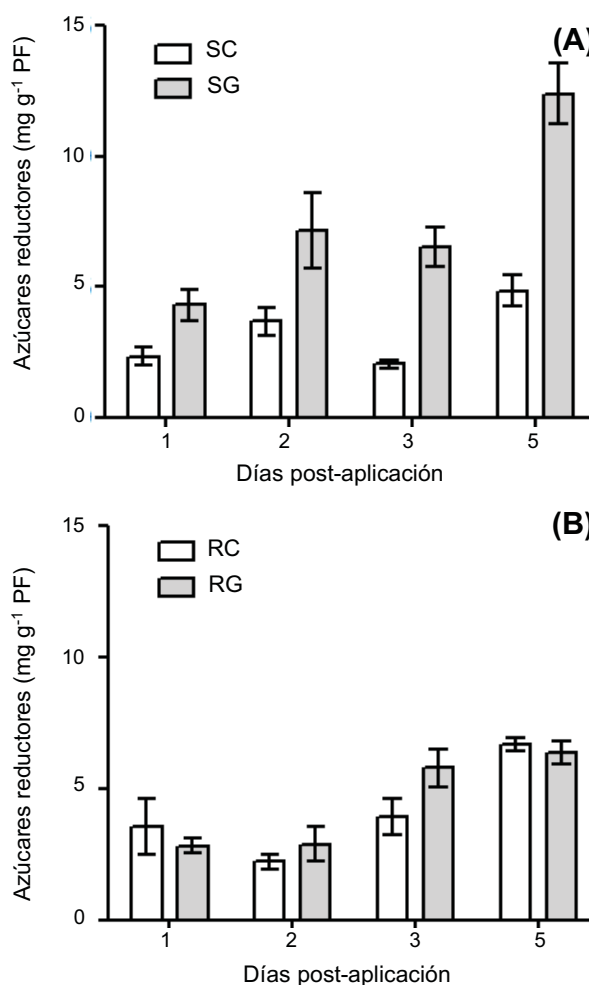 15
10
5
0
Azúcares reductores (mg g⁻¹ PF)
SC
SG
(A)
1 2 3 5
Días post-aplicación
15
10
5
0
Azúcares reductores (mg g⁻¹ PF)
RC
RG
(B)
1 2 3 5
Días post-aplicación